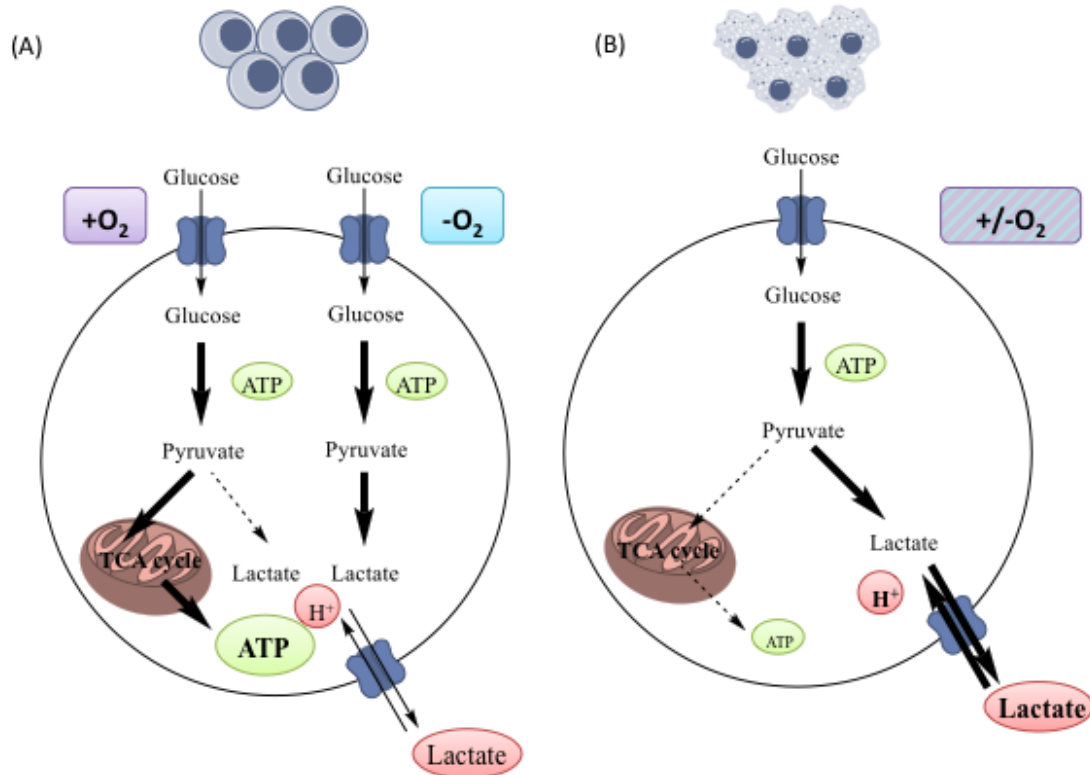 (A)
Glucose
Glucose
+O₂
-O₂
Glucose
Glucose
ATP
ATP
Pyruvate
Pyruvate
TCA cycle
Lactate
Lactate
H⁺
ATP
Lactate
(B)
Glucose
+/-O₂
Glucose
ATP
Pyruvate
Lactate
TCA cycle
H⁺
ATP
Lactate